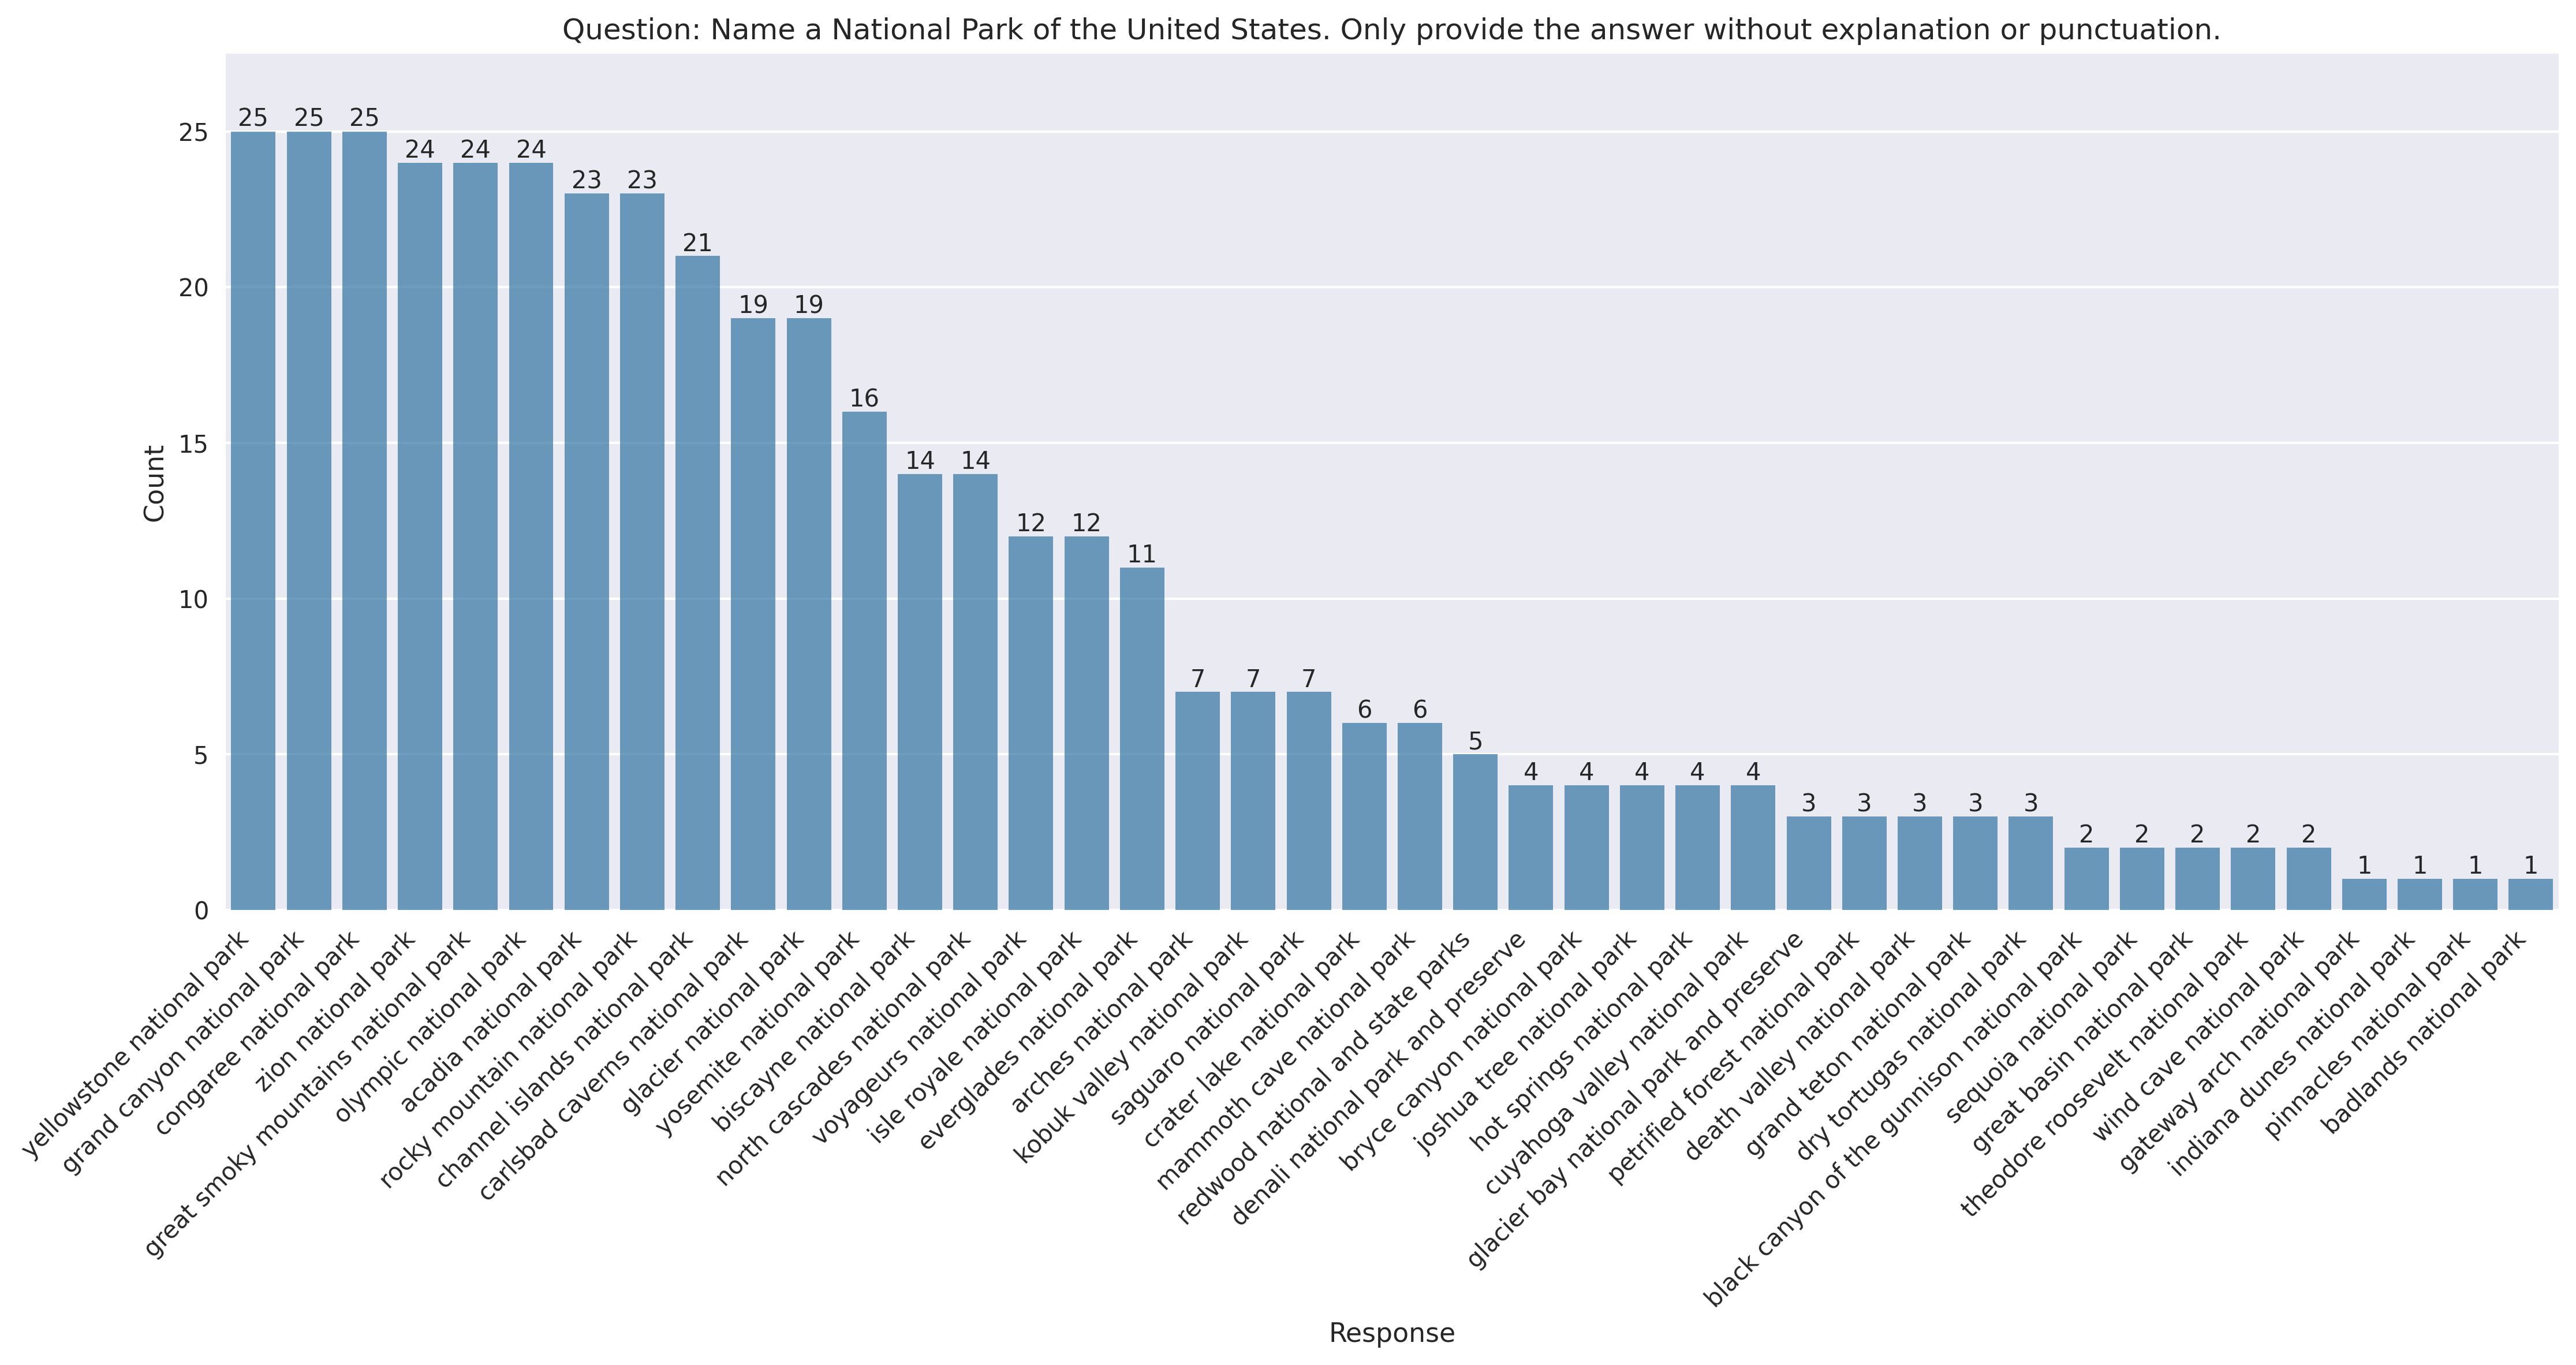 Question: Name a National Park of the United States. Only provide the answer without explanation or punctuation.
Count
25
20
15
10
5
0
25
25
25
24
24
24
23
23
21
19
19
16
14
14
12
12
11
7
7
7
6
6
5
4
4
4
4
4
3
3
3
3
3
2
2
2
2
2
1
1
1
1
yellowstone national park
grand canyon national park
congaree national park
zion national park
great smoky mountains national park
olympic national park
acadia national park
rocky mountain national park
channel islands national park
carlsbad caverns national park
glacier national park
yosemite national park
biscayne national park
north cascades national park
voyageurs national park
isle royale national park
everglades national park
arches national park
kobuk valley national park
saguaro national park
crater lake national park
mammoth cave national park
redwood national and state parks
denali national park and preserve
bryce canyon national park
joshua tree national park
hot springs national park
cuyahoga valley national park
glacier bay national park and preserve
petrified forest national park
death valley national park
grand teton national park
dry tortugas national park
black canyon of the gunnison national park
sequoia national park
great basin national park
theodore roosevelt national park
wind cave national park
gateway arch national park
indiana dunes national park
pinnacles national park
badlands national park
Response